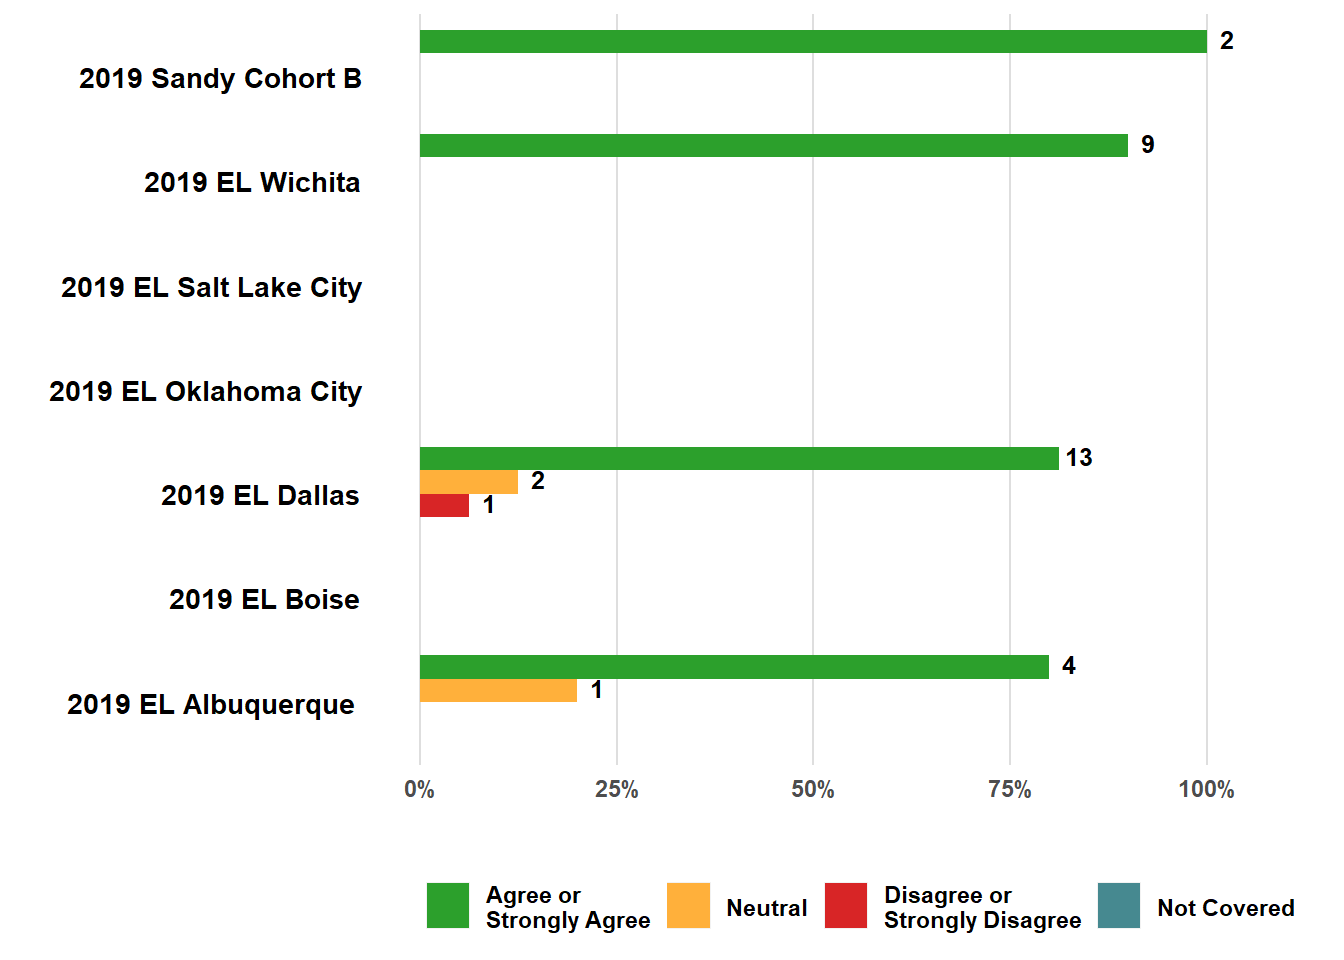 2019 Sandy Cohort B
2
2019 EL Wichita
9
2019 EL Salt Lake City
2019 EL Oklahoma City
2019 EL Dallas
13
2
1
2019 EL Boise
2019 EL Albuquerque
4
1
0%
25%
50%
75%
100%
Agree or
Strongly Agree
Neutral
Disagree or
Strongly Disagree
Not Covered